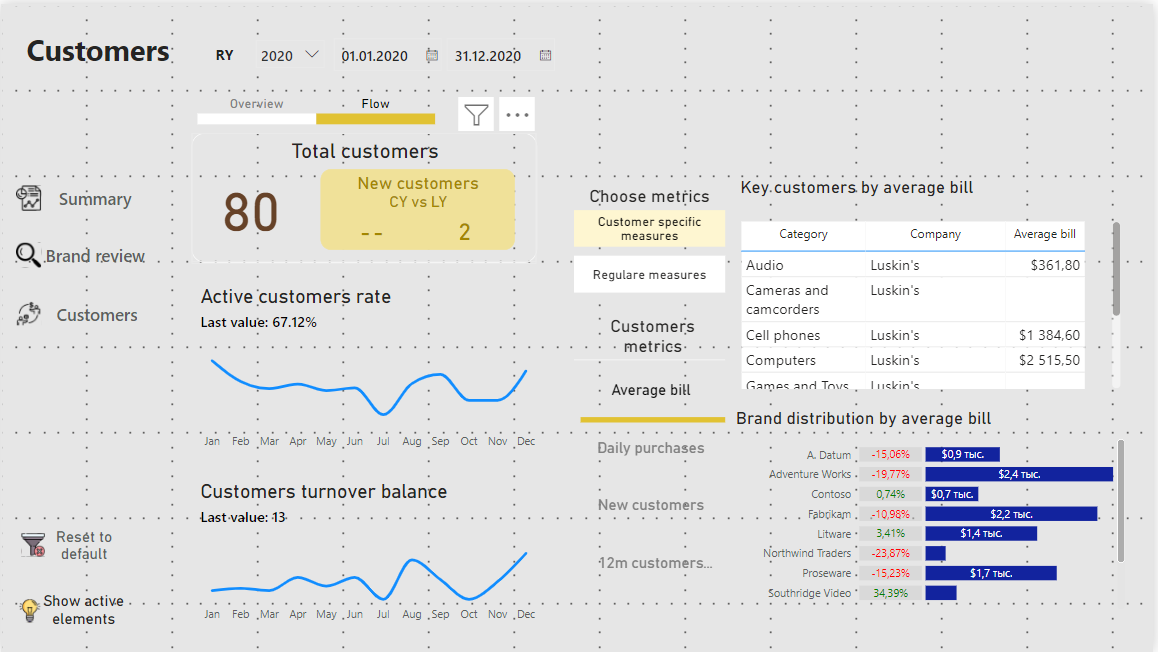 Customers
RY
2020
01.01.2020
31.12.2020
Overview
Flow
Total customers
80
New customers
CY vs LY
--
2
Summary
Brand review
Customers
Reset to
default
Show active
elements
Active customers rate
Last value: 67.12%
Jan Feb Mar Apr May Jun Jul Aug Sep Oct Nov Dec
Customers turnover balance
Last value: 13
Jan Feb Mar Apr May Jun Jul Aug Sep Oct Nov Dec
Choose metrics
Customer specific
measures
Regulare measures
Customers
metrics
Average bill
Daily purchases
New customers
12m customers...
Key customers by average bill
Category Company Average bill
Audio Luskin's $361,80
Cameras and Luskin's
camcorders
Cell phones Luskin's $1 384,60
Computers Luskin's $2 515,50
Games and Toys Luskin's
Brand distribution by average bill
A. Datum -15,06% $0,9 тыс.
Adventure Works -19,77% $2,4 тыс.
Contoso 0,74% $0,7 тыс.
Fabrikam -10,98% $2,2 тыс.
Litware 3,41% $1,4 тыс.
Northwind Traders -23,87%
Proseware -15,23% $1,7 тыс.
Southridge Video 34,39%